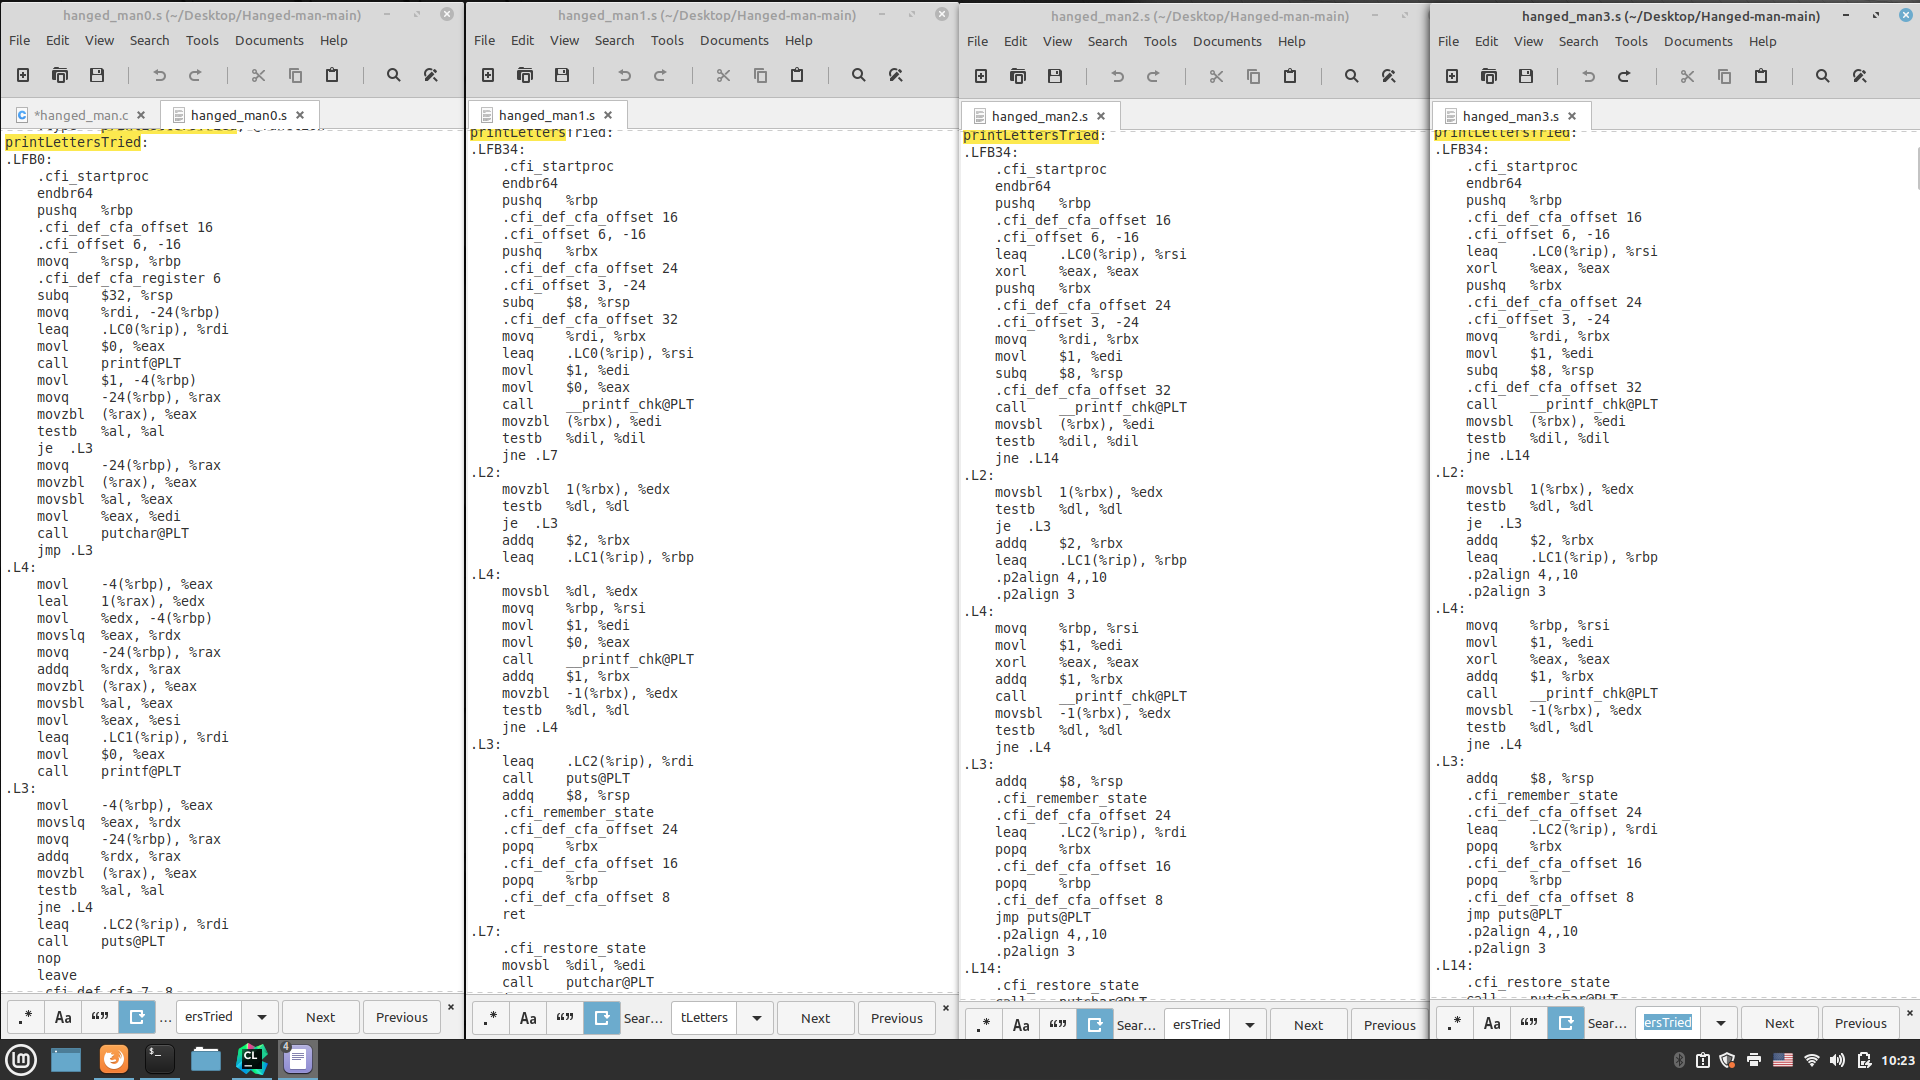 hanged_man0.s (~/Desktop/Hanged-man-main)
File Edit View Search Tools Documents Help
*hanged_man.c
hanged_man0.s
printLettersTried:
.LFB0:
.cfi_startproc
endbr64
pushq %rbp
.cfi_def_cfa_offset 16
.cfi_offset 6, -16
movq %rsp, %rbp
.cfi_def_cfa_register 6
subq $32, %rsp
movq %rdi, -24(%rbp)
leaq .LC0(%rip), %rdi
movl $0, %eax
call printf@PLT
movl $1, -4(%rbp)
movq -24(%rbp), %rax
movzbl (%rax), %eax
testb %al, %al
je .L3
movq -24(%rbp), %rax
movzbl (%rax), %eax
movsbl %al, %eax
movl %eax, %edi
call putchar@PLT
jmp .L3
.L4:
movl -4(%rbp), %eax
leal 1(%rax), %edx
movl %edx, -4(%rbp)
movslq %eax, %rdx
movq -24(%rbp), %rax
addq %rdx, %rax
movzbl (%rax), %eax
movsbl %al, %eax
movl %eax, %esi
leaq .LC1(%rip), %rdi
movl $0, %eax
call printf@PLT
.L3:
movl -4(%rbp), %eax
movslq %eax, %rdx
movq -24(%rbp), %rax
addq %rdx, %rax
movzbl (%rax), %eax
testb %al, %al
jne .L4
leaq .LC2(%rip), %rdi
call puts@PLT
nop
leave
.cfi_def_cfa 7, 8
.* Aa “” ... ersTried Next Previous
hanged_man1.s (~/Desktop/Hanged-man-main)
File Edit View Search Tools Documents Help
hanged_man1.s
printLettersTried:
.LFB34:
.cfi_startproc
endbr64
pushq %rbp
.cfi_def_cfa_offset 16
.cfi_offset 6, -16
pushq %rbx
.cfi_def_cfa_offset 24
.cfi_offset 3, -24
subq $8, %rsp
.cfi_def_cfa_offset 32
movq %rdi, %rbx
leaq .LC0(%rip), %rsi
movl $1, %edi
movl $0, %eax
call __printf_chk@PLT
movzbl (%rbx), %edi
testb %dil, %dil
jne .L7
.L2:
movzbl 1(%rbx), %edx
testb %dl, %dl
je .L3
addq $2, %rbx
leaq .LC1(%rip), %rbp
.L4:
movsbl %dl, %edx
movq %rbp, %rsi
movl $1, %edi
movl $0, %eax
call __printf_chk@PLT
addq $1, %rbx
movzbl -1(%rbx), %edx
testb %dl, %dl
jne .L4
.L3:
leaq .LC2(%rip), %rdi
call puts@PLT
addq $8, %rsp
.cfi_remember_state
.cfi_def_cfa_offset 24
popq %rbx
.cfi_def_cfa_offset 16
popq %rbp
.cfi_def_cfa_offset 8
ret
.L7:
.cfi_restore_state
movsbl %dil, %edi
call putchar@PLT
.* Aa “” Sear... tLetters Next Previous
hanged_man2.s (~/Desktop/Hanged-man-main)
File Edit View Search Tools Documents Help
hanged_man2.s
printLettersTried:
.LFB34:
.cfi_startproc
endbr64
pushq %rbp
.cfi_def_cfa_offset 16
.cfi_offset 6, -16
leaq .LC0(%rip), %rsi
xorl %eax, %eax
pushq %rbx
.cfi_def_cfa_offset 24
.cfi_offset 3, -24
movq %rdi, %rbx
movl $1, %edi
subq $8, %rsp
.cfi_def_cfa_offset 32
call __printf_chk@PLT
movsbl (%rbx), %edi
testb %dil, %dil
jne .L14
.L2:
movsbl 1(%rbx), %edx
testb %dl, %dl
je .L3
addq $2, %rbx
leaq .LC1(%rip), %rbp
.p2align 4,,10
.p2align 3
.L4:
movq %rbp, %rsi
movl $1, %edi
xorl %eax, %eax
addq $1, %rbx
call __printf_chk@PLT
movsbl -1(%rbx), %edx
testb %dl, %dl
jne .L4
.L3:
addq $8, %rsp
.cfi_remember_state
.cfi_def_cfa_offset 24
leaq .LC2(%rip), %rdi
popq %rbx
.cfi_def_cfa_offset 16
popq %rbp
.cfi_def_cfa_offset 8
jmp puts@PLT
.p2align 4,,10
.p2align 3
.L14:
.cfi_restore_state
call putchar@PLT
.* Aa “” Sear... ersTried Next Previous
hanged_man3.s (~/Desktop/Hanged-man-main)
File Edit View Search Tools Documents Help
hanged_man3.s
printLettersTried:
.LFB34:
.cfi_startproc
endbr64
pushq %rbp
.cfi_def_cfa_offset 16
.cfi_offset 6, -16
leaq .LC0(%rip), %rsi
xorl %eax, %eax
pushq %rbx
.cfi_def_cfa_offset 24
.cfi_offset 3, -24
movq %rdi, %rbx
movl $1, %edi
subq $8, %rsp
.cfi_def_cfa_offset 32
call __printf_chk@PLT
movsbl (%rbx), %edi
testb %dil, %dil
jne .L14
.L2:
movsbl 1(%rbx), %edx
testb %dl, %dl
je .L3
addq $2, %rbx
leaq .LC1(%rip), %rbp
.p2align 4,,10
.p2align 3
.L4:
movq %rbp, %rsi
movl $1, %edi
xorl %eax, %eax
addq $1, %rbx
call __printf_chk@PLT
movsbl -1(%rbx), %edx
testb %dl, %dl
jne .L4
.L3:
addq $8, %rsp
.cfi_remember_state
.cfi_def_cfa_offset 24
leaq .LC2(%rip), %rdi
popq %rbx
.cfi_def_cfa_offset 16
popq %rbp
.cfi_def_cfa_offset 8
jmp puts@PLT
.p2align 4,,10
.p2align 3
.L14:
.cfi_restore_state
call putchar@PLT
.* Aa “” Sear... ersTried Next Previous
CL
4
10:23